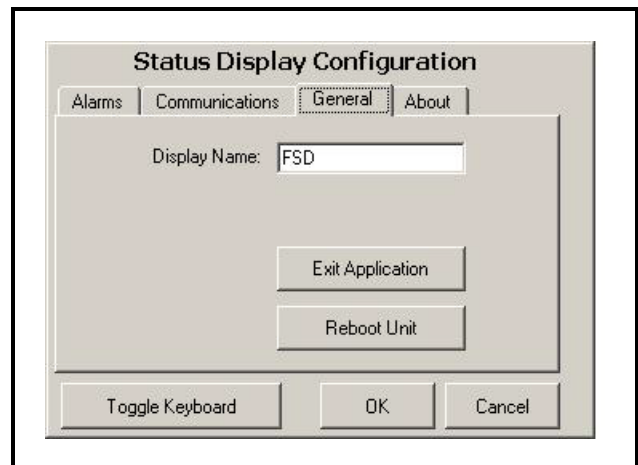 Status Display Configuration
Alarms Communications General About
Display Name: FSD
Exit Application
Reboot Unit
Toggle Keyboard OK Cancel